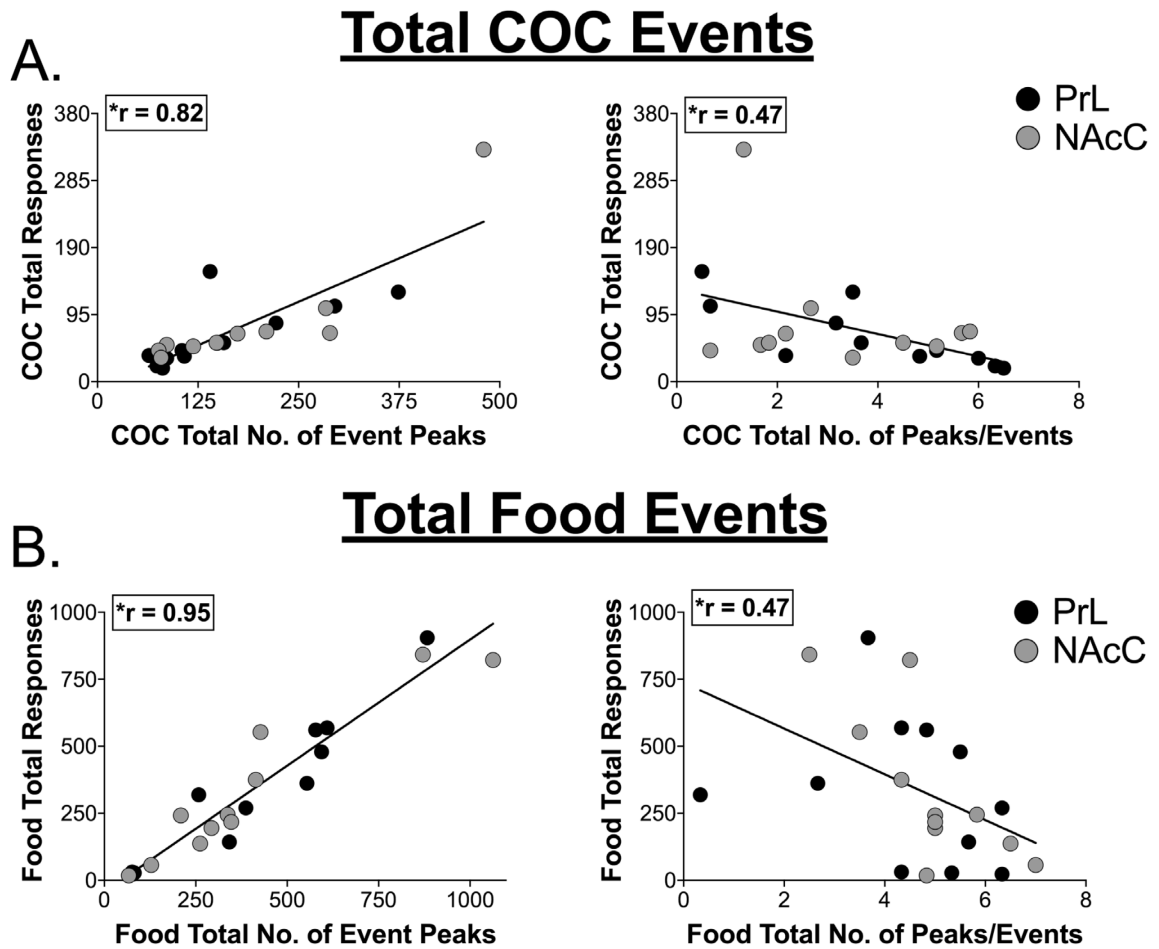 Total COC Events
A.
*r = 0.82
COC Total Responses
380
285
190
95
0
0 125 250 375 500
COC Total No. of Event Peaks
*r = 0.47
COC Total Responses
380
285
190
95
0
0 2 4 6 8
COC Total No. of Peaks/Events
PrL
NAcC
Total Food Events
B.
*r = 0.95
Food Total Responses
1000
750
500
250
0
0 250 500 750 1000
Food Total No. of Event Peaks
*r = 0.47
Food Total Responses
1000
750
500
250
0
0 2 4 6 8
Food Total No. of Peaks/Events
PrL
NAcC